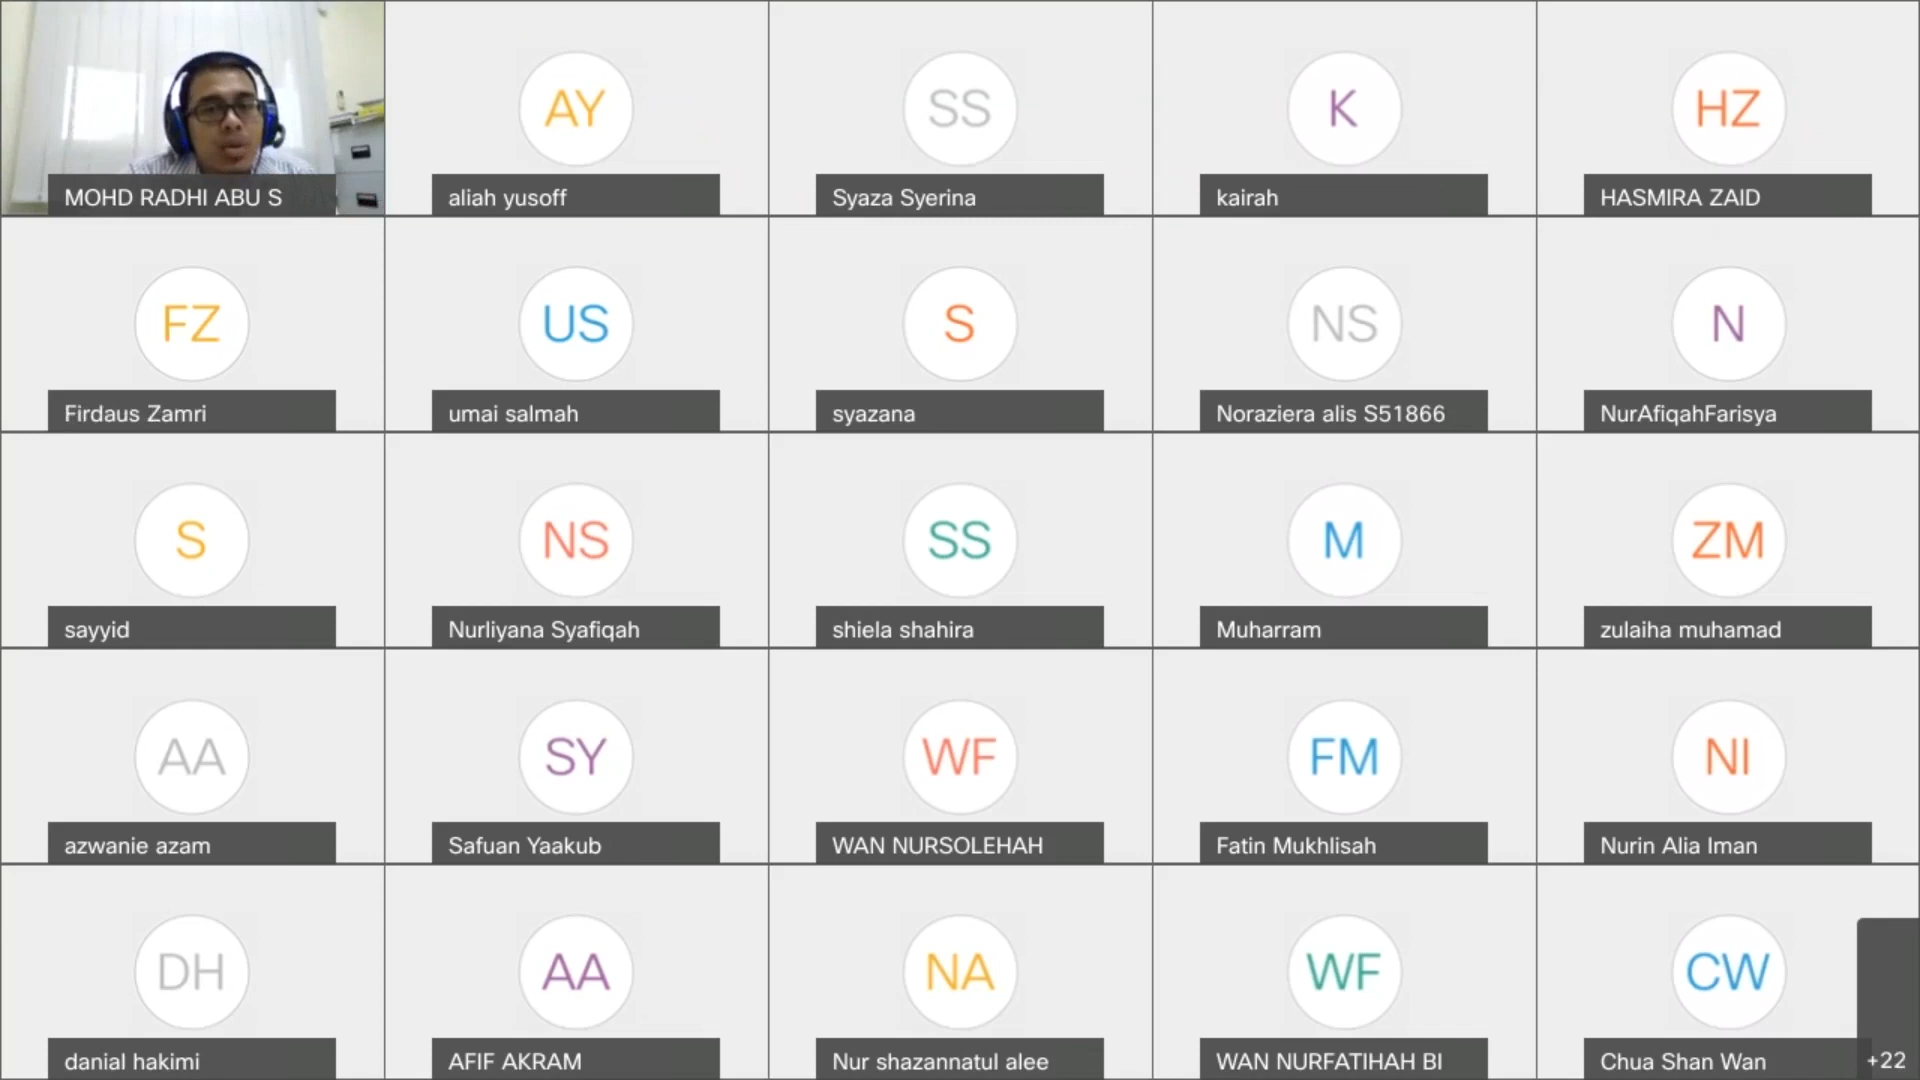 MOHD RADHI ABU S
AY
aliah yusoff
SS
Syaza Syerina
K
kairah
HZ
HASMIRA ZAID
FZ
Firdaus Zamri
US
umai salmah
S
syazana
NS
Noraziera alis S51866
N
NurAfiqahFarisya
S
sayyid
NS
Nurliyana Syafiqah
SS
shiela shahira
M
Muharram
ZM
zulaiha muhamad
AA
azwanie azam
SY
Safuan Yaakub
WF
WAN NURSOLEHAH
FM
Fatin Mukhlisah
NI
Nurin Alia Iman
DH
danial hakimi
AA
AFIF AKRAM
NA
Nur shazannatul alee
WF
WAN NURFATIHAH BI
CW
Chua Shan Wan
+22